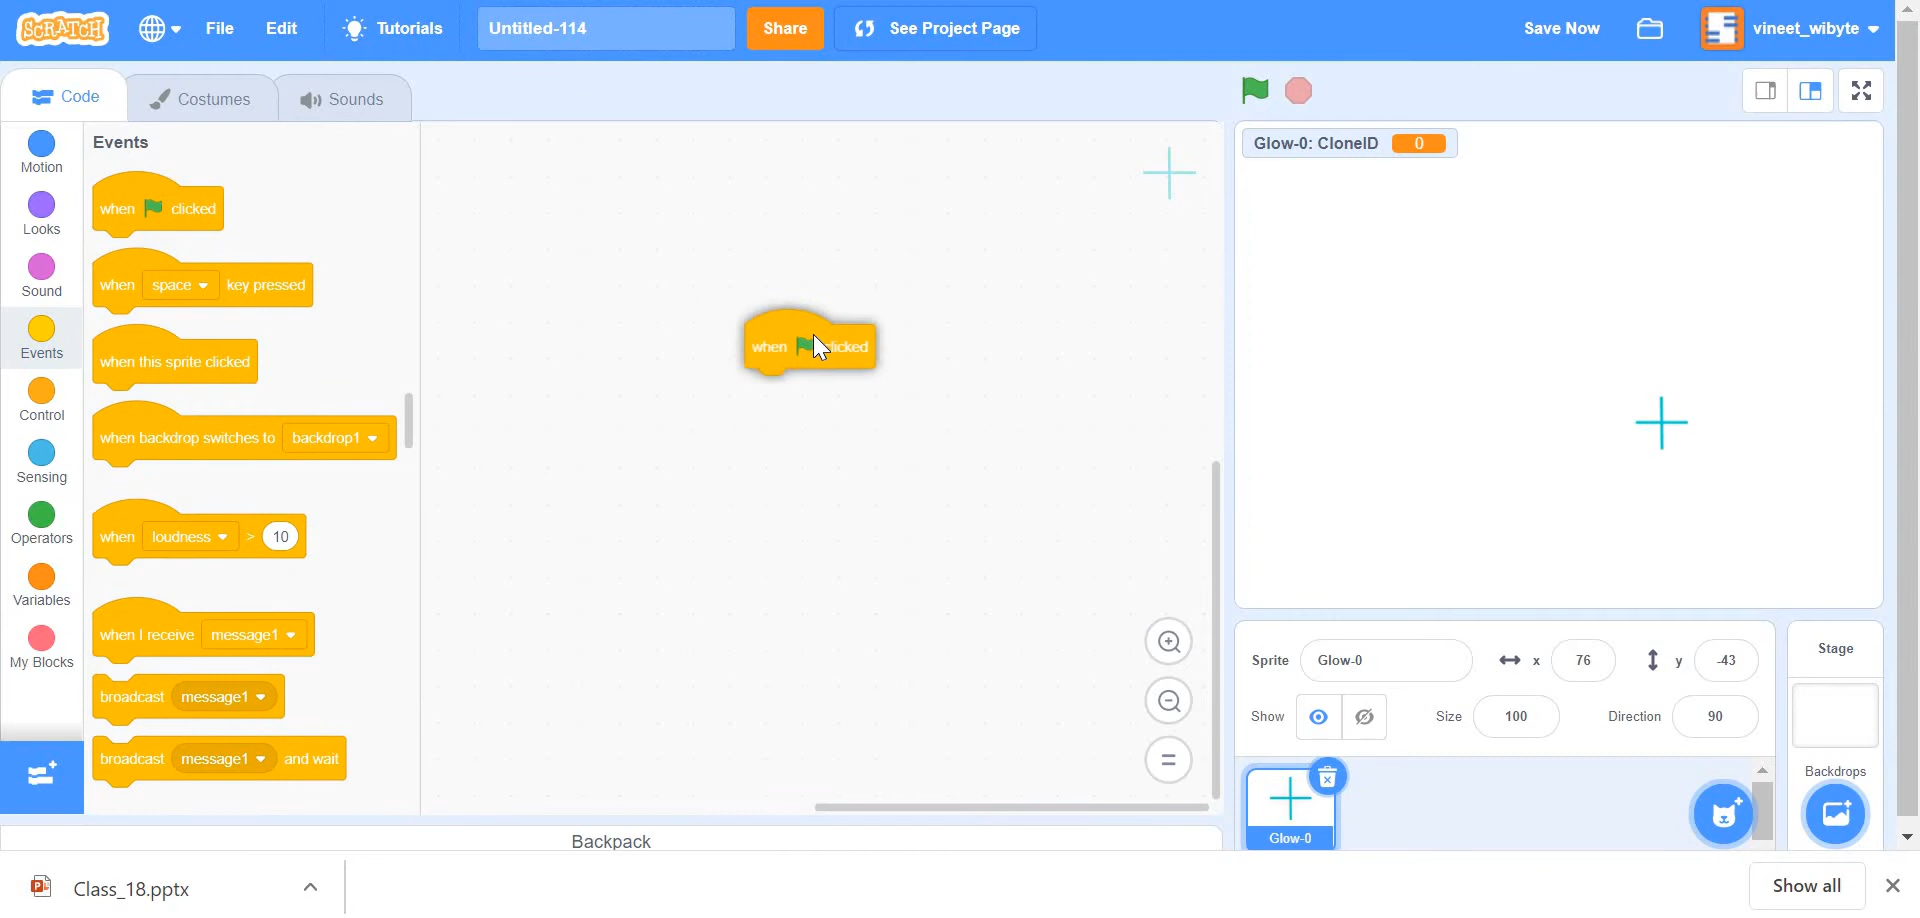 SCRATCH File Edit Tutorials Untitled-114 Share See Project Page Save Now vineet_wibyte
Code Costumes Sounds
Motion
Looks
Sound
Events
Control
Sensing
Operators
Variables
My Blocks
Events
when clicked
when space key pressed
when this sprite clicked
when backdrop switches to backdrop1
when loudness > 10
when I receive message1
broadcast message1
broadcast message1 and wait
when clicked
=
Backpack
Glow-0: CloneID 0
Sprite Glow-0 x 76 y -43
Show Size 100 Direction 90
Glow-0
Stage
Backdrops
Class_18.pptx Show all